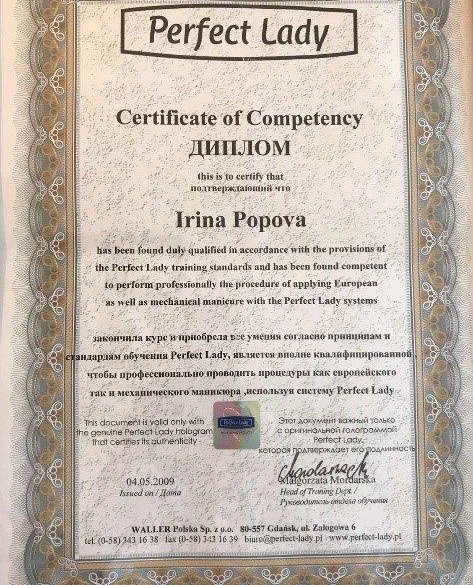 Perfect Lady
Certificate of Competency
ДИПЛОМ
this is to certify that
подтверждающий что
Irina Popova
has been found duly qualified in accordance with the provisions of
the Perfect Lady training standards and has been found competent
to perform professionally the procedure of applying European
as well as mechanical manicure with the Perfect Lady systems
закончила курс и приобрела все умения согласно принципам и
стандартам обучения Perfect Lady, является вполне квалифицированной
чтобы профессионально проводить процедуры как европейского
так и механического маникюра ,используя систему Perfect Lady
This document is valid only with
the genuine Perfect Lady hologram
that certifies its authenticity
Perfect Lady
Этот документ важный только
с оригинальной голограммой
Perfect Lady,
которая подтверждает его подлинность
04.05.2009
Issued on / Дата
Małgorzata Mordarska
Head of Traning Dept /
Руководитель отдела обучения
WALLER Polska Sp. z o.o. 80-557 Gdańsk, ul. Załogowa 6
tel. (0-58) 343 16 38 fax (0-58) 343 16 39 biuro@perfect-lady.pl www.perfect-lady.pl